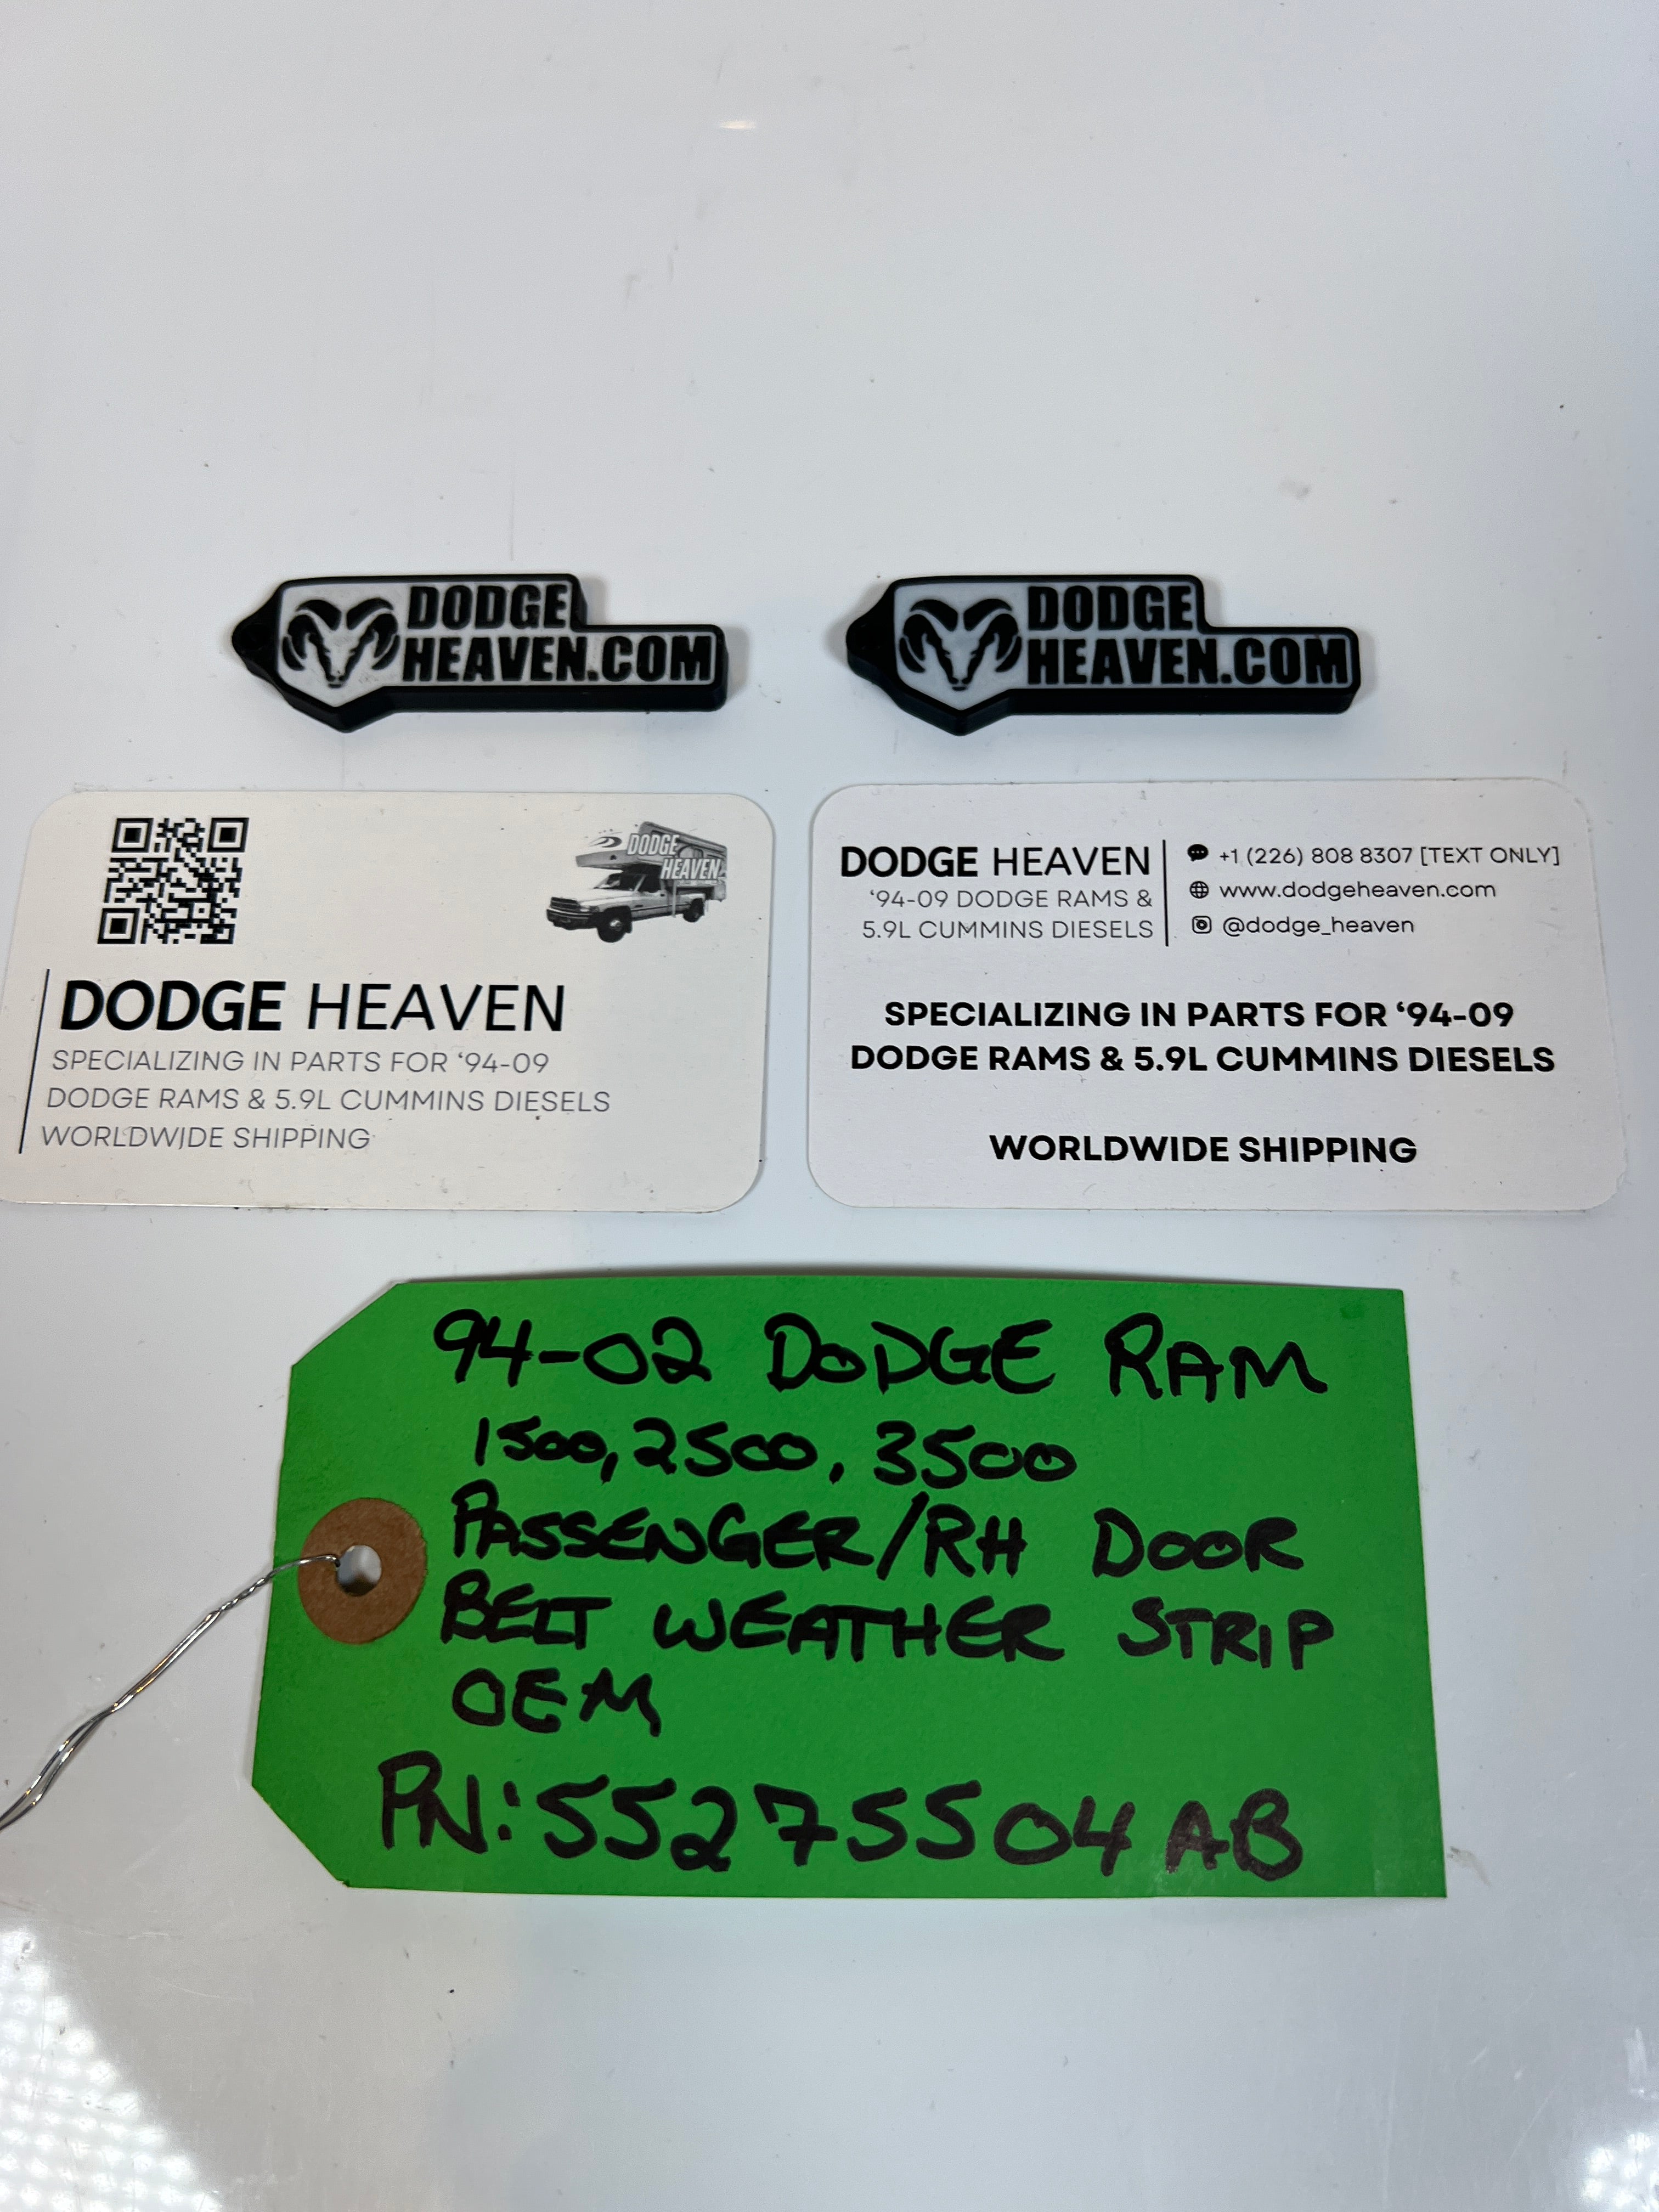 DODGE
HEAVEN.COM
DODGE
HEAVEN.COM
DODGE
HEAVEN
DODGE HEAVEN
SPECIALIZING IN PARTS FOR ‘94-09
DODGE RAMS & 5.9L CUMMINS DIESELS
WORLDWIDE SHIPPING
DODGE HEAVEN
‘94-09 DODGE RAMS &
5.9L CUMMINS DIESELS
+1 (226) 808 8307 [TEXT ONLY]
www.dodgeheaven.com
@dodge_heaven
SPECIALIZING IN PARTS FOR ‘94-09
DODGE RAMS & 5.9L CUMMINS DIESELS
WORLDWIDE SHIPPING
94-02 DODGE RAM
1500, 2500, 3500
PASSENGER/RH DOOR
BELT WEATHER STRIP
OEM
PN: 55275504AB